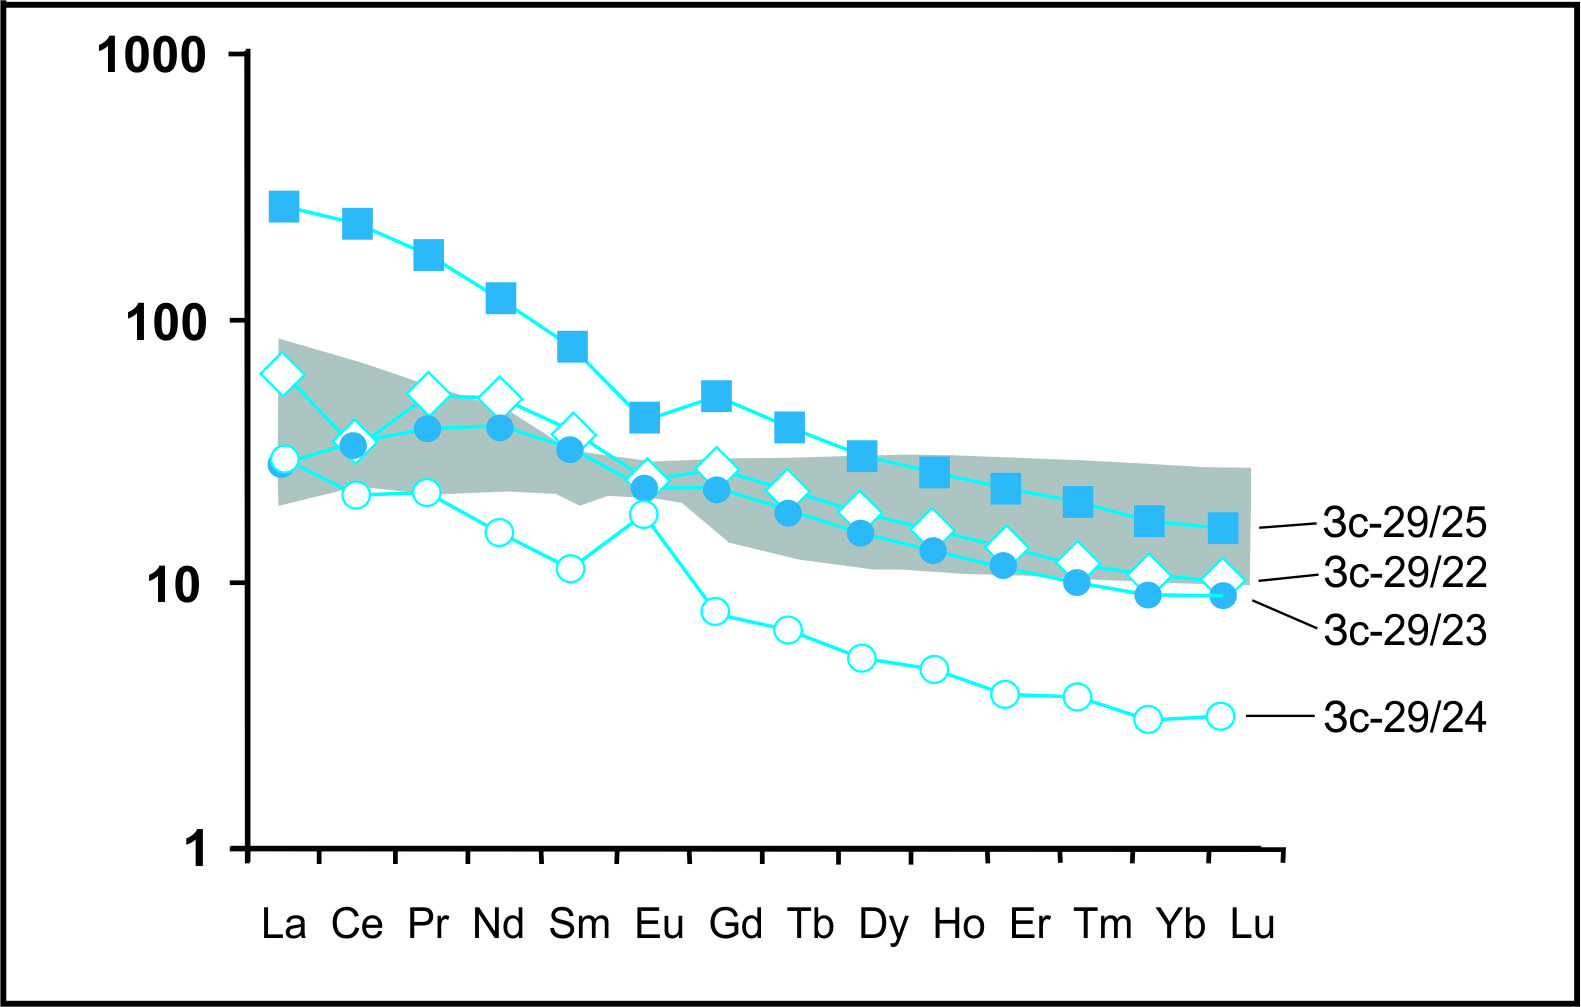 1000
100
10
1
3c-29/25
3c-29/22
3c-29/23
3c-29/24
La Ce Pr Nd Sm Eu Gd Tb Dy Ho Er Tm Yb Lu